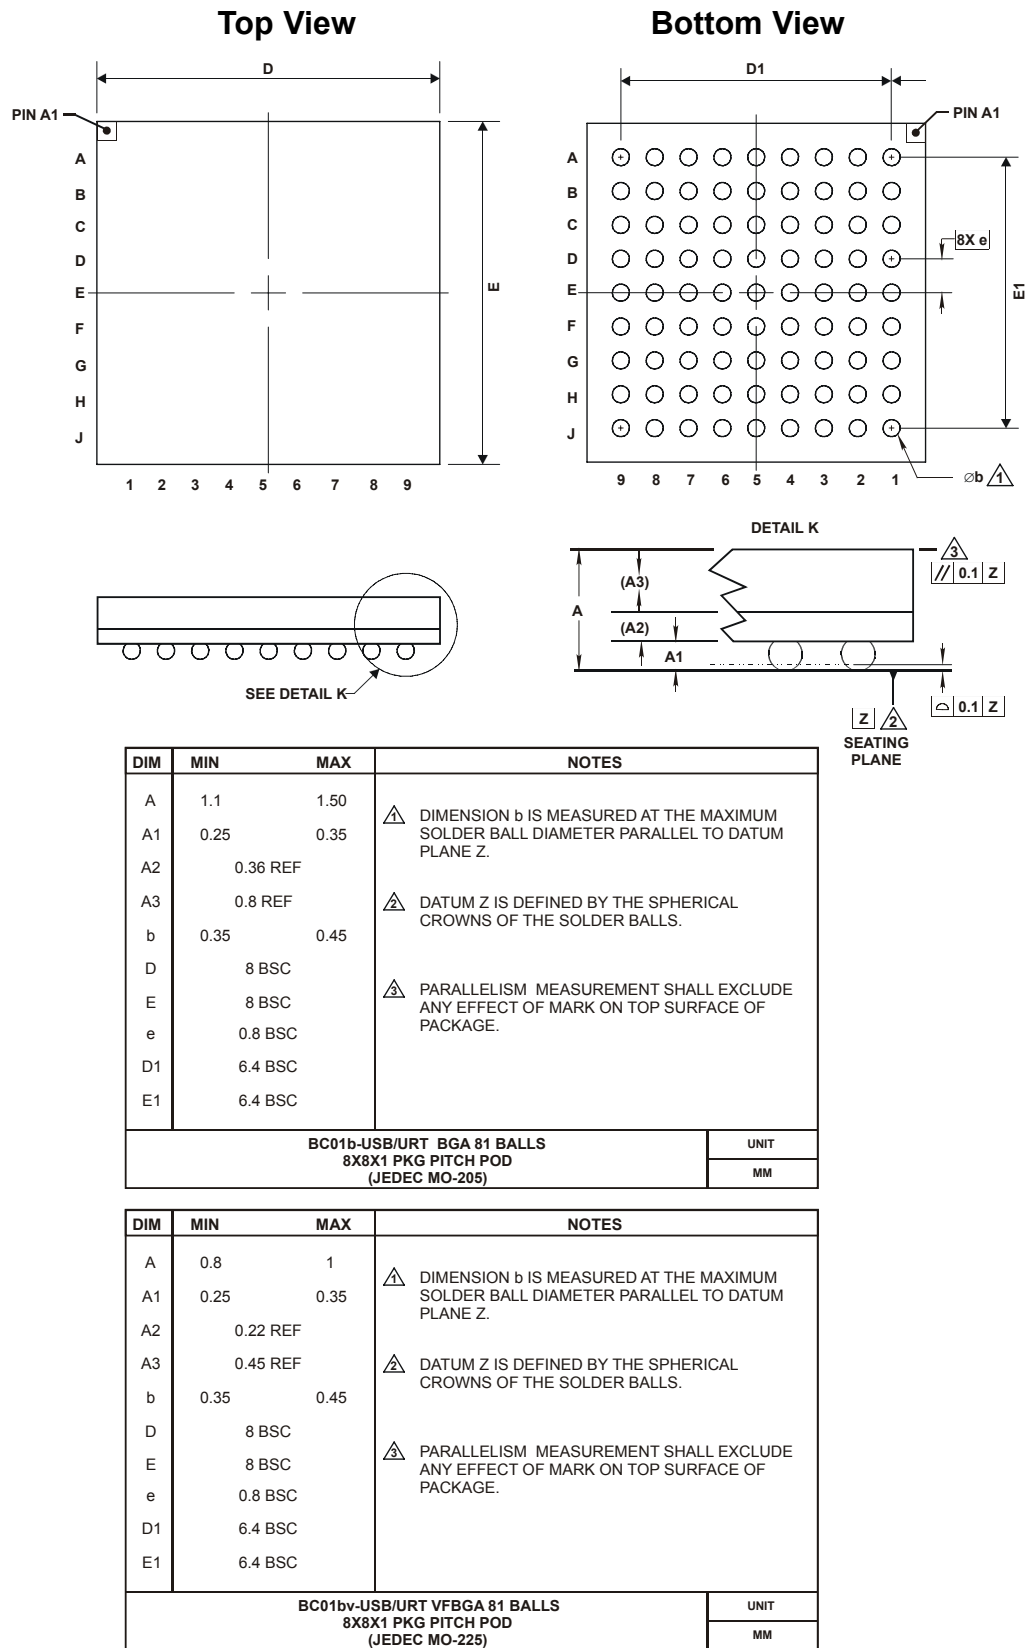 Top View
Bottom View
D
D1
PIN A1
PIN A1
A
B
C
D
E
F
G
H
J
E
1 2 3 4 5 6 7 8 9
A
B
C
D
E
F
G
H
J
8X e
E1
9 8 7 6 5 4 3 2 1
∅b 1
DETAIL K
3
// 0.1 Z
(A3)
A
(A2)
A1
⌓ 0.1 Z
Z 2
SEATING
PLANE
SEE DETAIL K
DIM MIN MAX NOTES
A 1.1 1.50
A1 0.25 0.35
A2 0.36 REF
A3 0.8 REF
b 0.35 0.45
D 8 BSC
E 8 BSC
e 0.8 BSC
D1 6.4 BSC
E1 6.4 BSC
1 DIMENSION b IS MEASURED AT THE MAXIMUM
SOLDER BALL DIAMETER PARALLEL TO DATUM
PLANE Z.
2 DATUM Z IS DEFINED BY THE SPHERICAL
CROWNS OF THE SOLDER BALLS.
3 PARALLELISM MEASUREMENT SHALL EXCLUDE
ANY EFFECT OF MARK ON TOP SURFACE OF
PACKAGE.
BC01b-USB/URT BGA 81 BALLS
8X8X1 PKG PITCH POD
(JEDEC MO-205)
UNIT
MM
DIM MIN MAX NOTES
A 0.8 1
A1 0.25 0.35
A2 0.22 REF
A3 0.45 REF
b 0.35 0.45
D 8 BSC
E 8 BSC
e 0.8 BSC
D1 6.4 BSC
E1 6.4 BSC
1 DIMENSION b IS MEASURED AT THE MAXIMUM
SOLDER BALL DIAMETER PARALLEL TO DATUM
PLANE Z.
2 DATUM Z IS DEFINED BY THE SPHERICAL
CROWNS OF THE SOLDER BALLS.
3 PARALLELISM MEASUREMENT SHALL EXCLUDE
ANY EFFECT OF MARK ON TOP SURFACE OF
PACKAGE.
BC01bv-USB/URT VFBGA 81 BALLS
8X8X1 PKG PITCH POD
(JEDEC MO-225)
UNIT
MM